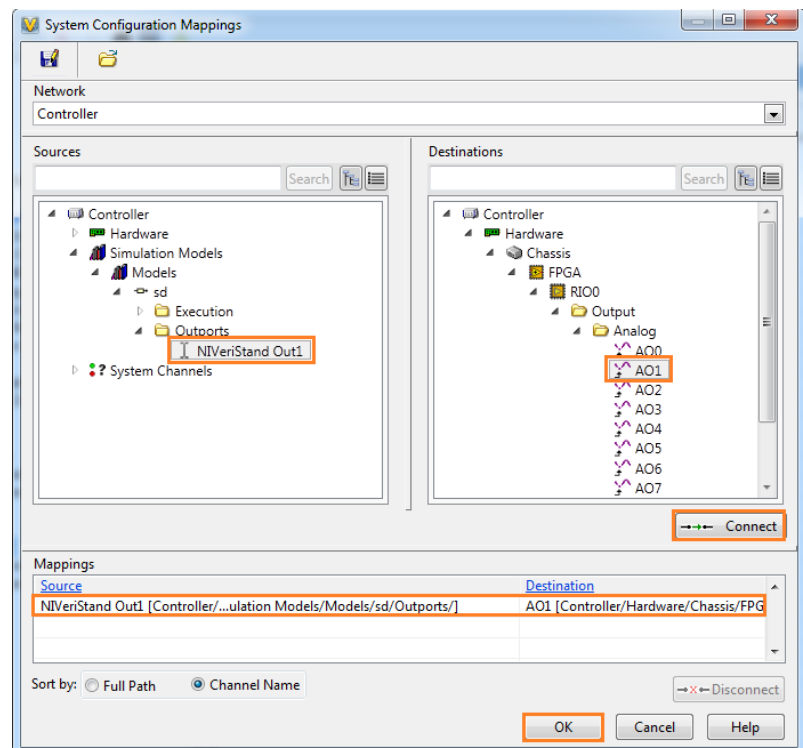 System Configuration Mappings
Network
Controller
Sources
Destinations
Search
Search
Controller
Hardware
Simulation Models
Models
sd
Execution
Outports
NIVeriStand Out1
? System Channels
Controller
Hardware
Chassis
FPGA
RIO0
Output
Analog
AO0
AO1
AO2
AO3
AO4
AO5
AO6
AO7
Connect
Mappings
Source Destination
NIVeriStand Out1 [Controller/...ulation Models/Models/sd/Outports/] AO1 [Controller/Hardware/Chassis/FPG
Sort by: Full Path Channel Name
Disconnect
OK Cancel Help